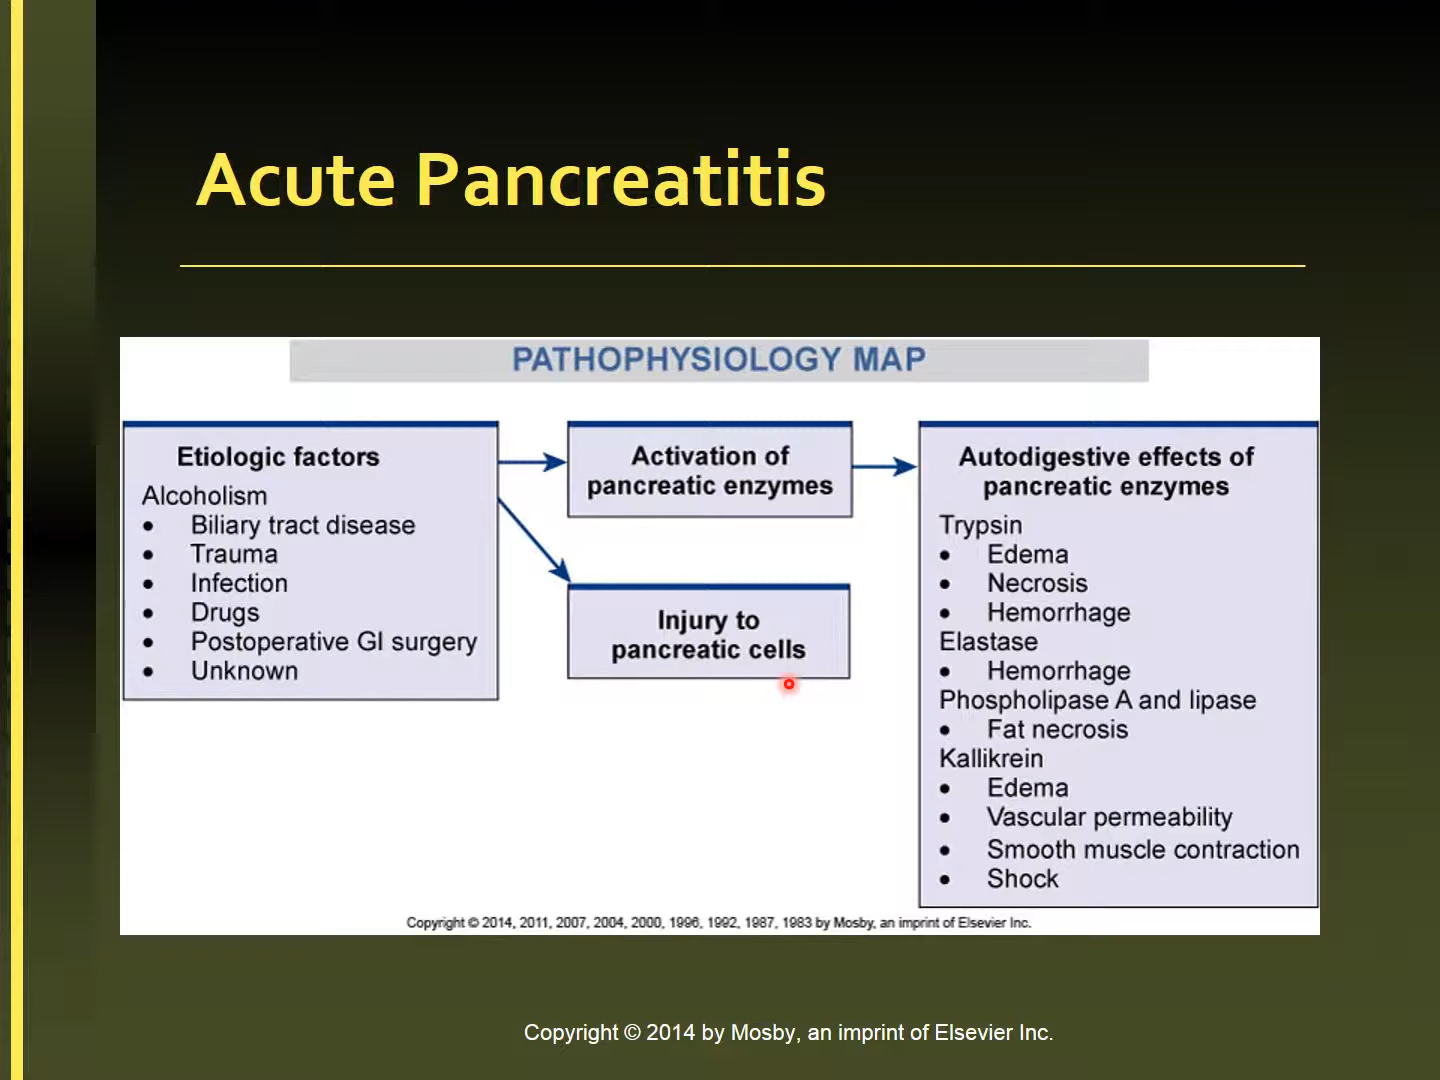 Acute Pancreatitis
PATHOPHYSIOLOGY MAP
Etiologic factors
Alcoholism
• Biliary tract disease
• Trauma
• Infection
• Drugs
• Postoperative GI surgery
• Unknown
Activation of
pancreatic enzymes
Injury to
pancreatic cells
Autodigestive effects of
pancreatic enzymes
Trypsin
• Edema
• Necrosis
• Hemorrhage
Elastase
• Hemorrhage
Phospholipase A and lipase
• Fat necrosis
Kallikrein
• Edema
• Vascular permeability
• Smooth muscle contraction
• Shock
Copyright © 2014, 2011, 2007, 2004, 2000, 1996, 1992, 1987, 1983 by Mosby, an imprint of Elsevier Inc.
Copyright © 2014 by Mosby, an imprint of Elsevier Inc.